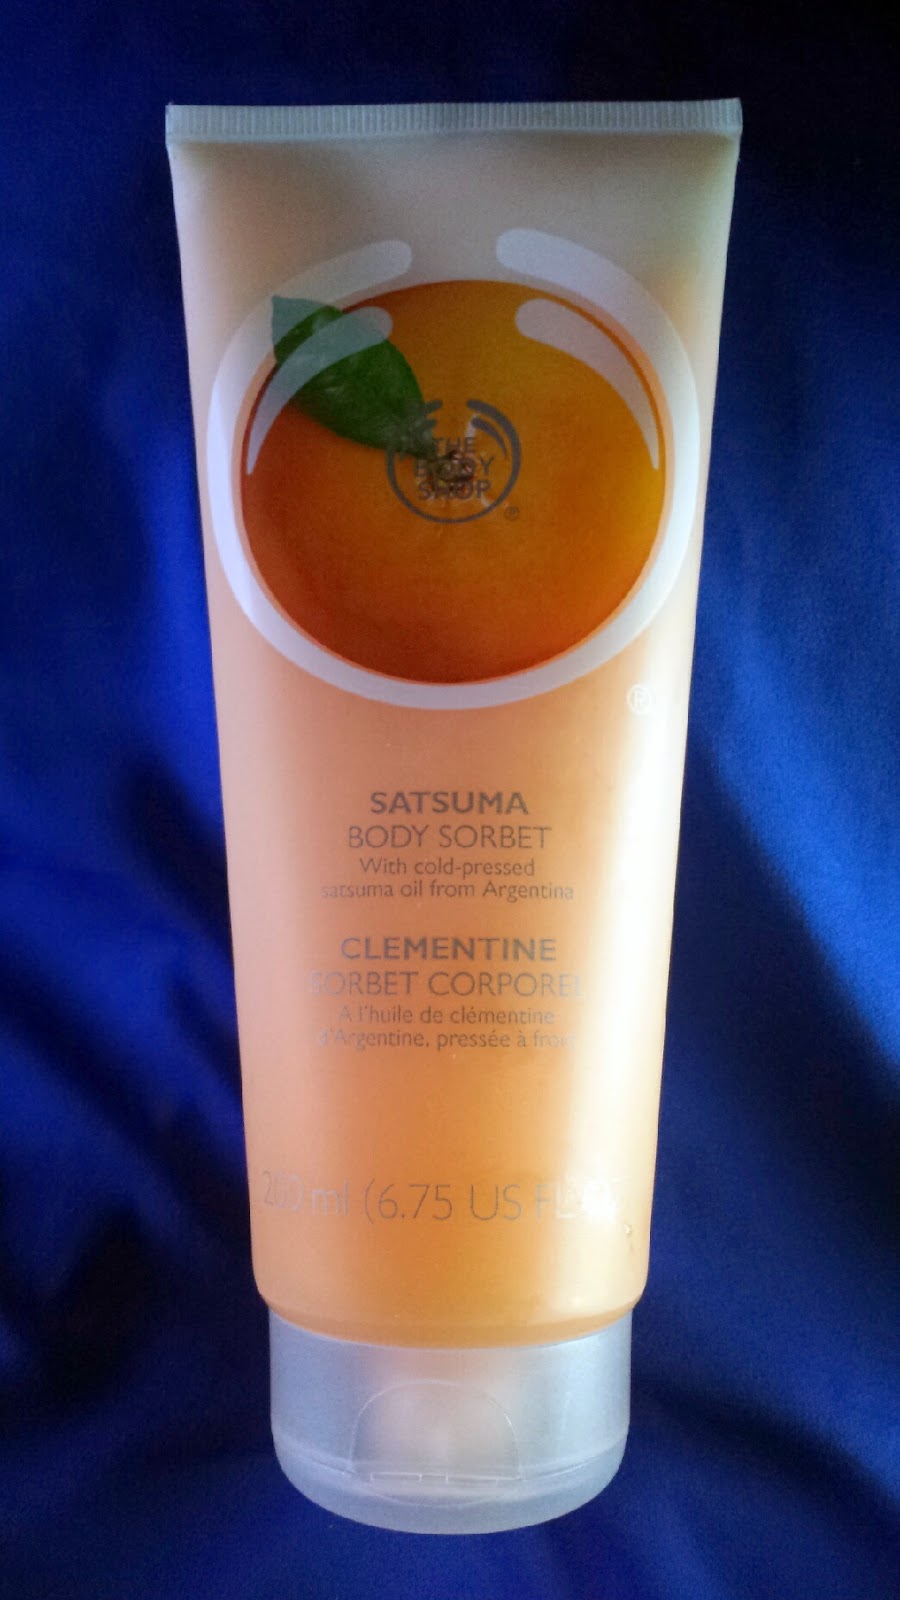 THE
BODY
SHOP
®
®
SATSUMA
BODY SORBET
With cold-pressed
satsuma oil from Argentina
CLEMENTINE
SORBET CORPOREL
A l'huile de clémentine
d'Argentine, pressée à froid
200 ml (6.75 US FL